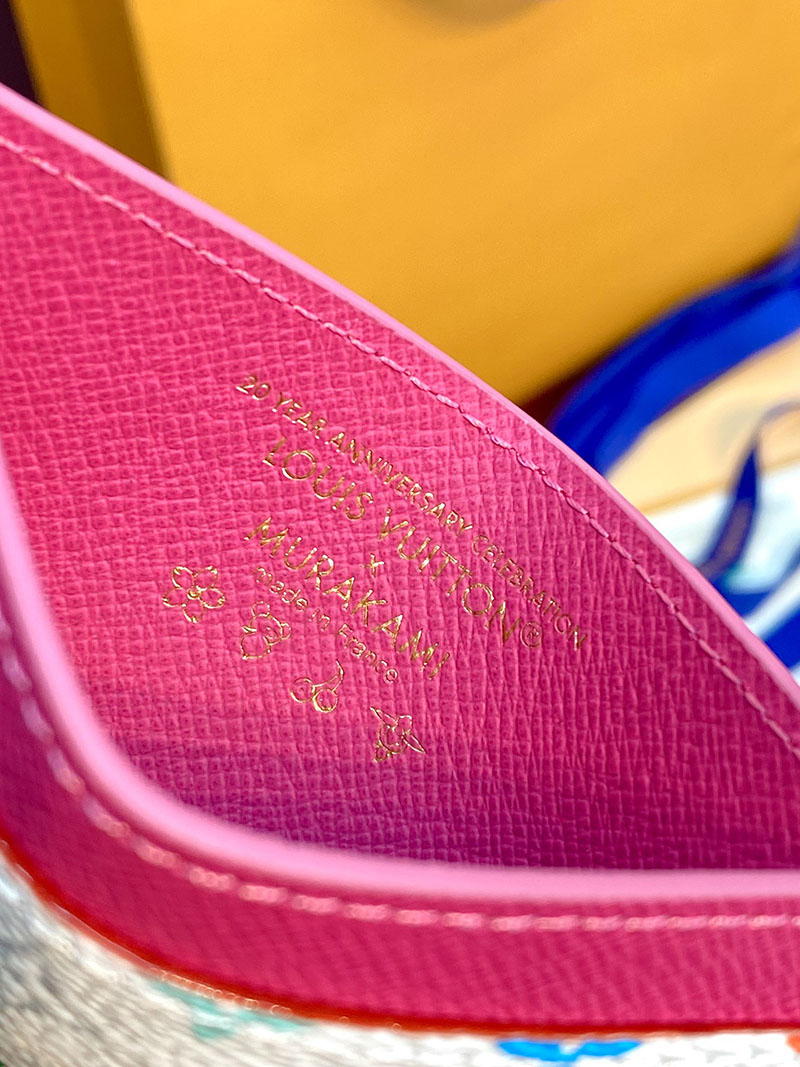 20 YEAR ANNIVERSARY CELEBRATION
LOUIS VUITTON®
x
MURAKAMI
made in France